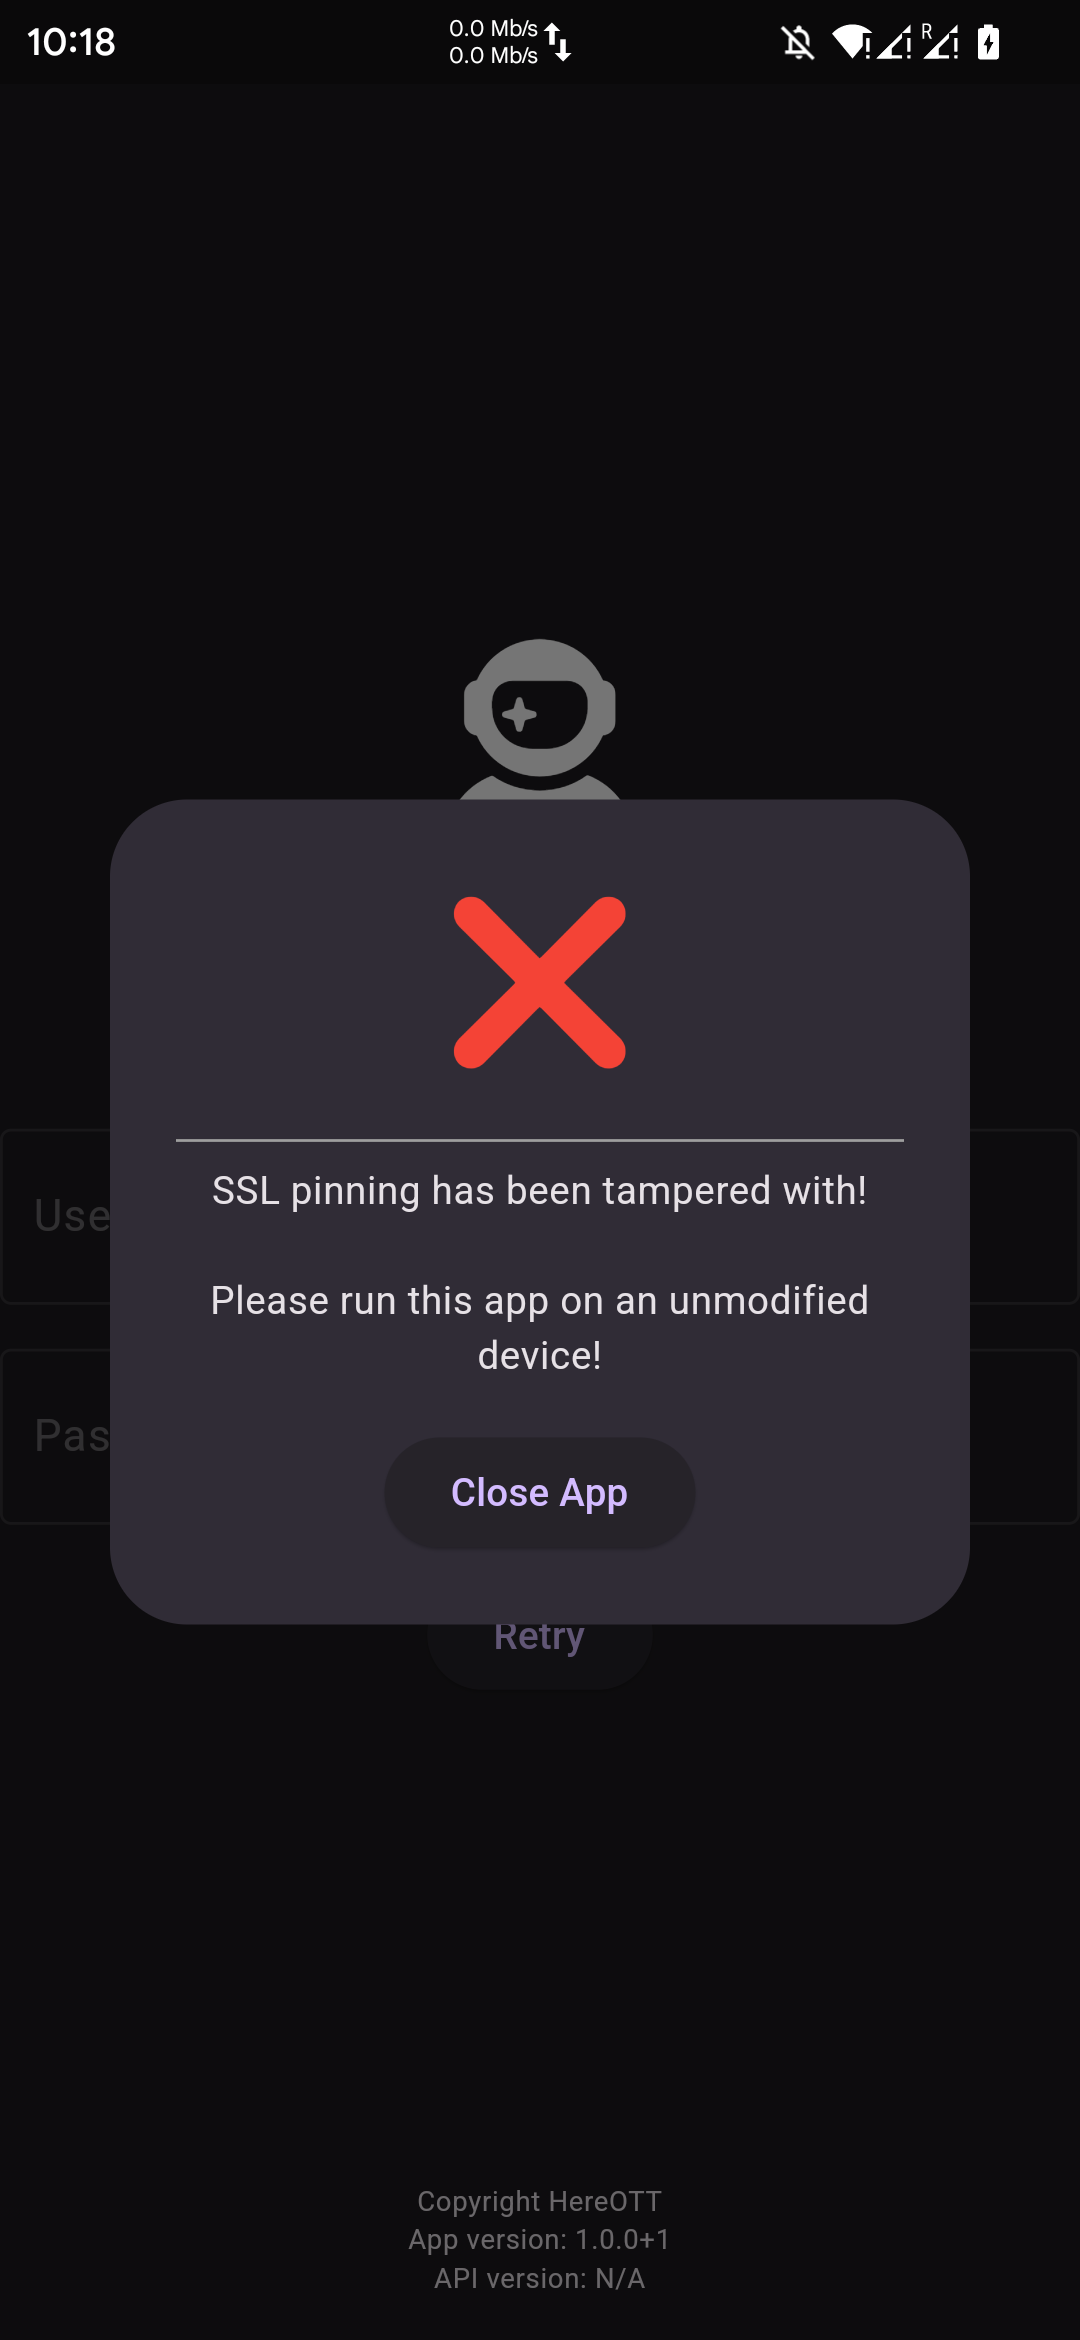 10:18
0.0 Mb/s
0.0 Mb/s
R
SSL pinning has been tampered with!
Use
Please run this app on an unmodified
device!
Pas
Close App
Retry
Copyright HereOTT
App version: 1.0.0+1
API version: N/A